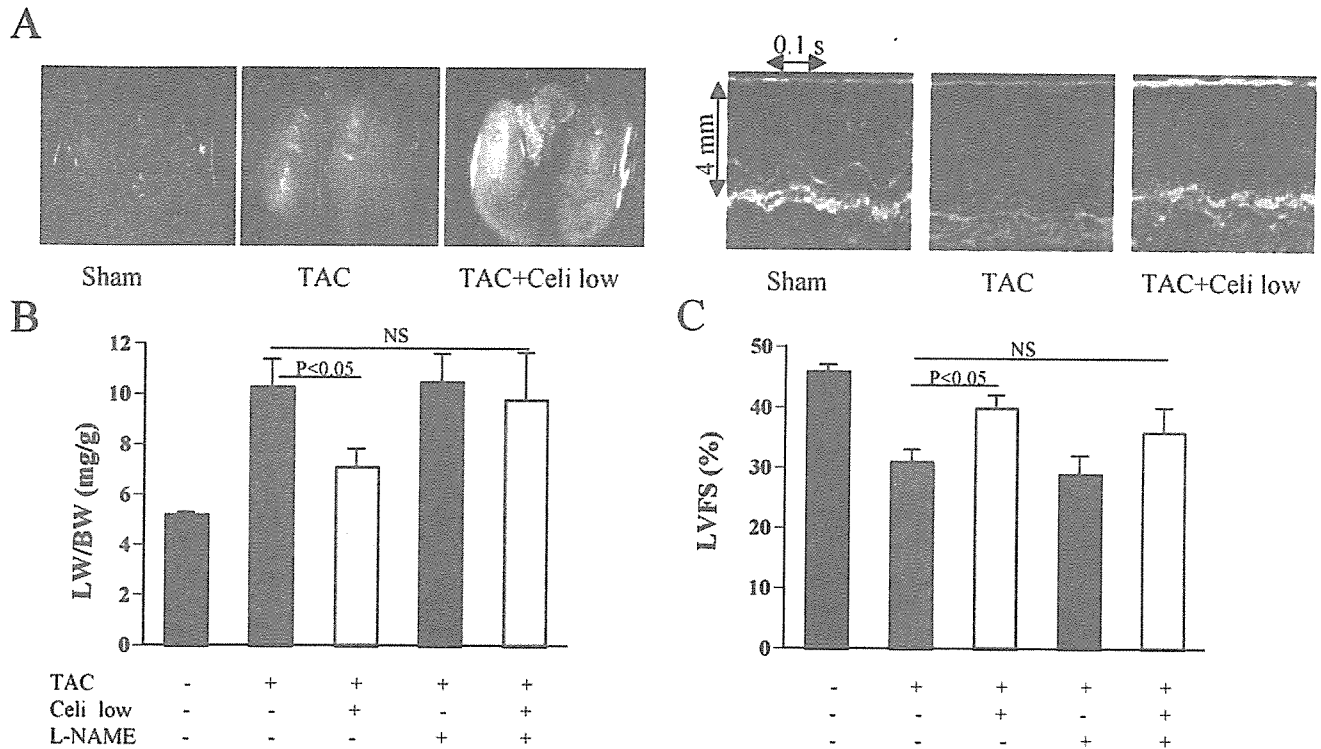 A
0.1 s
4 mm
Sham TAC TAC+Celi low Sham TAC TAC+Celi low
B
12
10
8
6
4
2
0
LW/BW (mg/g)
NS
P<0.05
TAC - + + + +
Celi low - - + - +
L-NAME - - - + +
C
50
40
30
20
10
0
LVFS (%)
NS
P<0.05
- + + + +
- - + - +
- - - + +